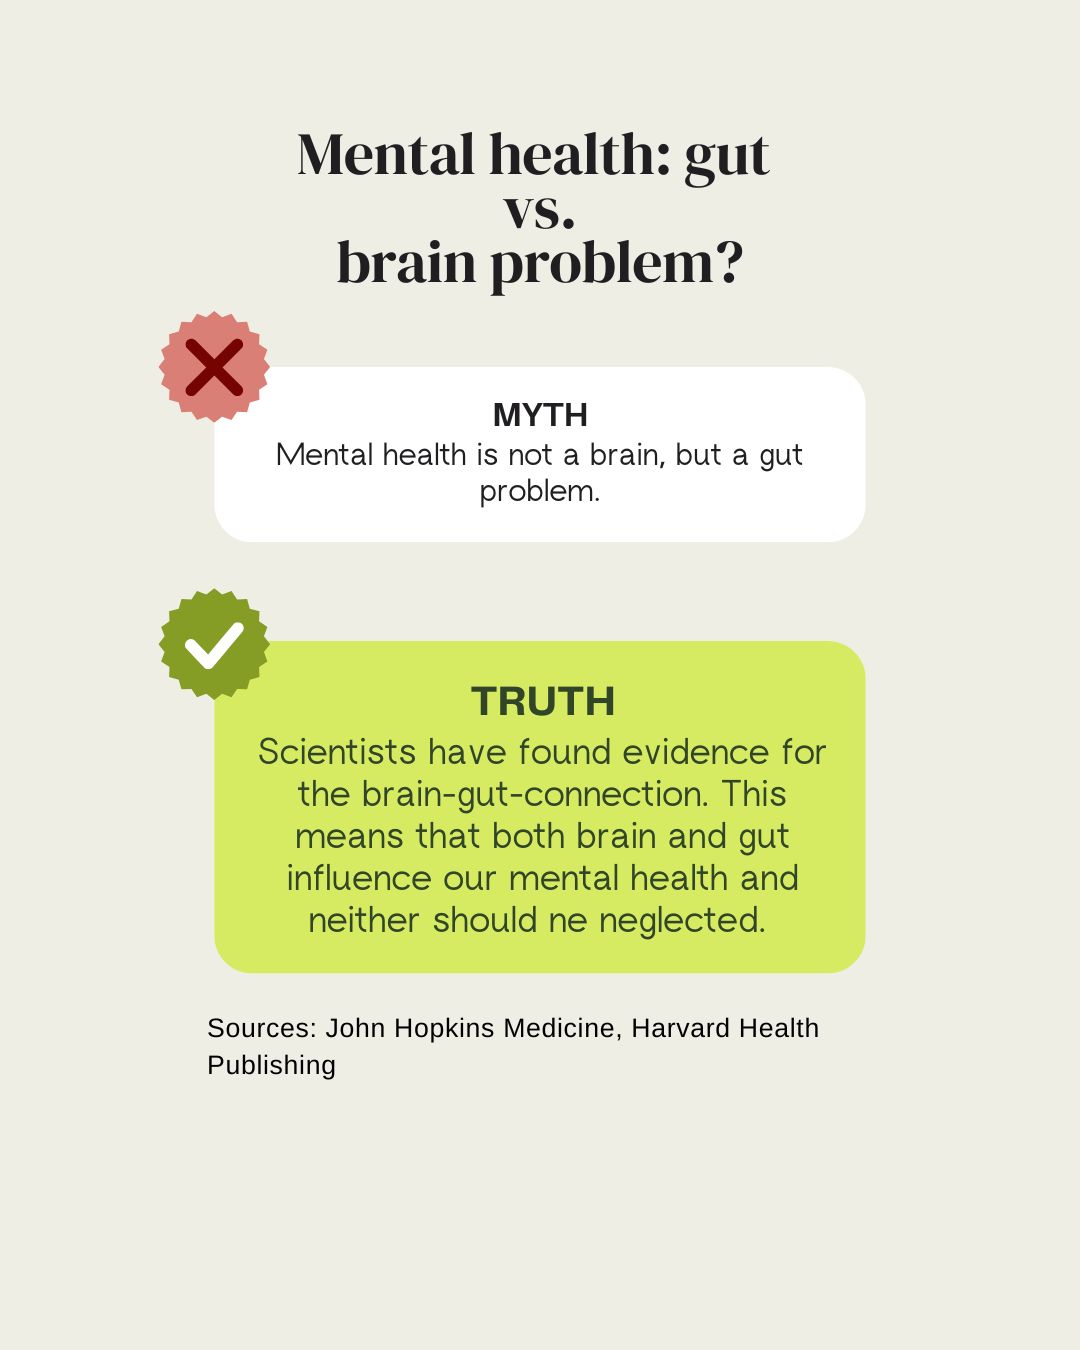 Mental health: gut
vs.
brain problem?
MYTH
Mental health is not a brain, but a gut
problem.
TRUTH
Scientists have found evidence for
the brain-gut-connection. This
means that both brain and gut
influence our mental health and
neither should ne neglected.
Sources: John Hopkins Medicine, Harvard Health
Publishing